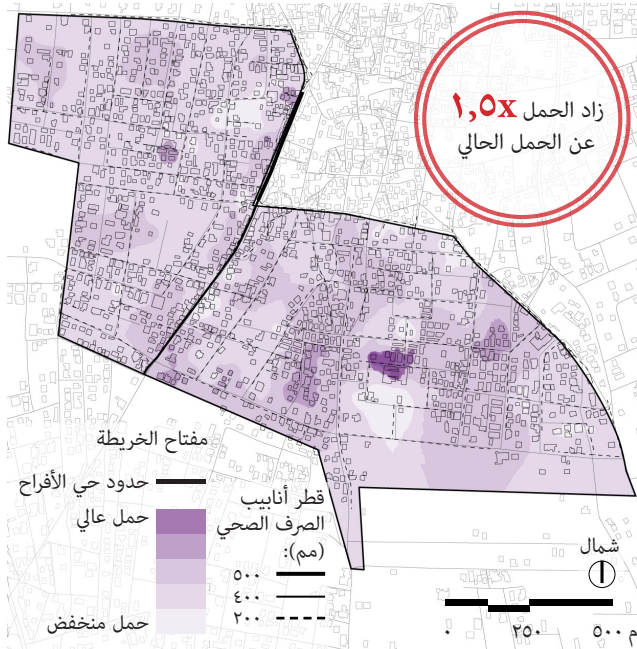 زاد الحمل ١,٥x
عن الحمل الحالي
مفتاح الخريطة
حدود حي الأفراح
حمل عالي
حمل منخفض
قطر أنابيب
الصرف الصحي
(مم):
٥٠٠
٤٠٠
٢٠٠
شمال
٠ ٢٥٠ ٥٠٠ م